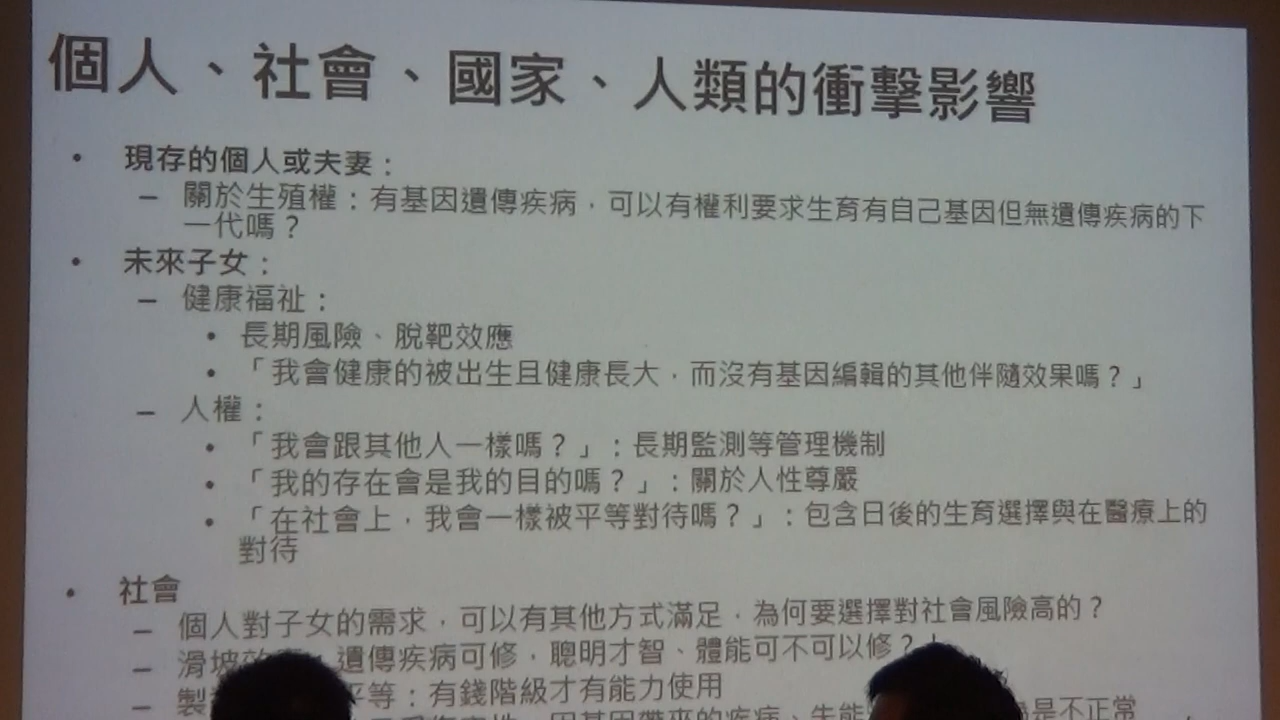 個人、社會、國家、人類的衝擊影響
• 現存的個人或夫妻：
– 關於生殖權：有基因遺傳疾病，可以有權利要求生育有自己基因但無遺傳疾病的下
一代嗎？
• 未來子女：
– 健康福祉：
• 長期風險、脫靶效應
• 「我會健康的被出生且健康長大，而沒有基因編輯的其他伴隨效果嗎？」
– 人權：
• 「我會跟其他人一樣嗎？」：長期監測等管理機制
• 「我的存在會是我的目的嗎？」：關於人性尊嚴
• 「在社會上，我會一樣被平等對待嗎？」：包含日後的生育選擇與在醫療上的
對待
• 社會
– 個人對子女的需求，可以有其他方式滿足，為何要選擇對社會風險高的？
– 滑坡效應：遺傳疾病可修，聰明才智、體能可不可以修？
– 製 平等：有錢階級才有能力使用
因基因帶來的疾病、 是不正常